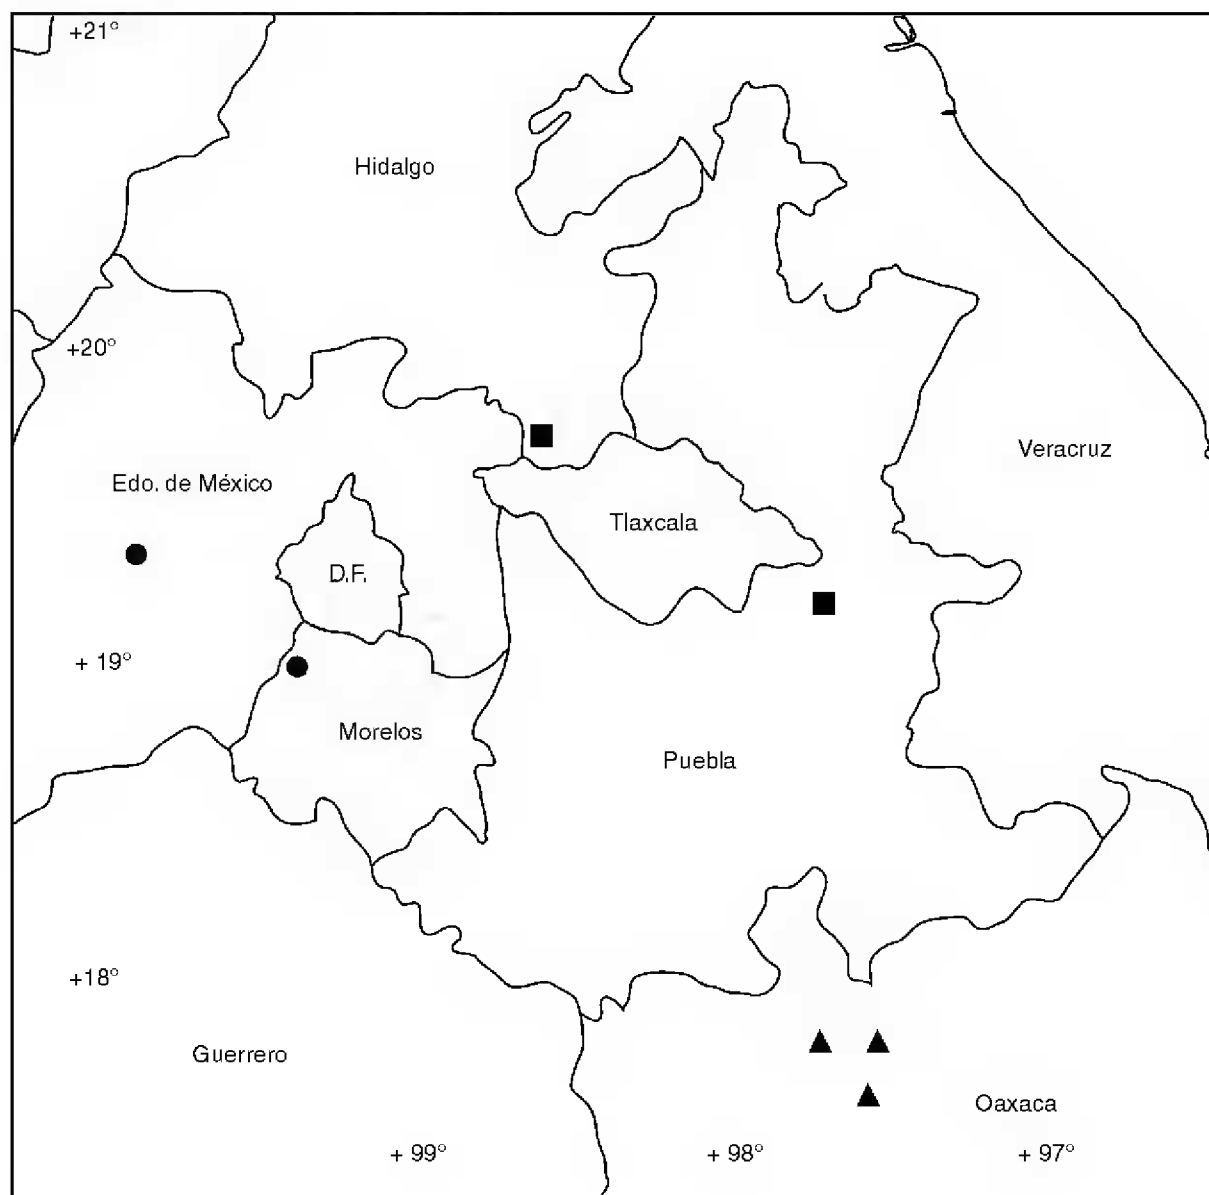 +21°
Hidalgo
+20°
Veracruz
Edo. de México
Tlaxcala
D.F.
+ 19°
Morelos
Puebla
+18°
Guerrero
Oaxaca
+ 99°
+ 98°
+ 97°